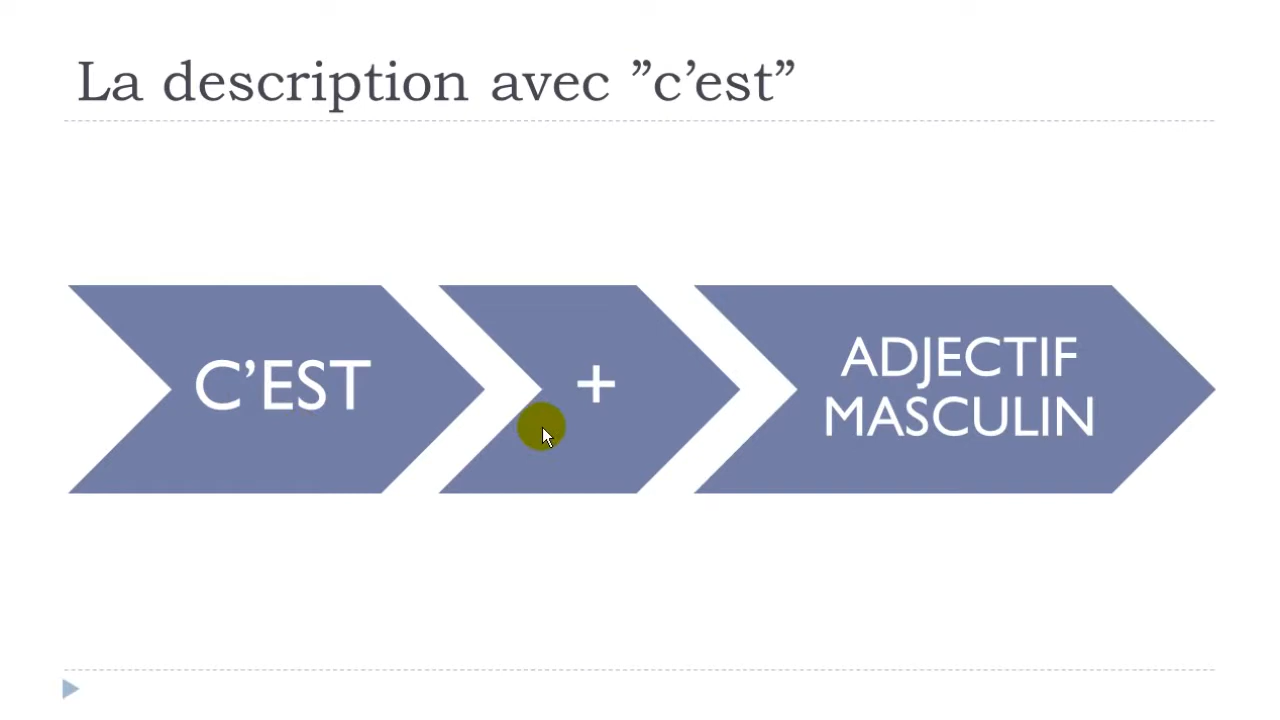 La description avec ”c’est”
C’EST
+
ADJECTIF
MASCULIN